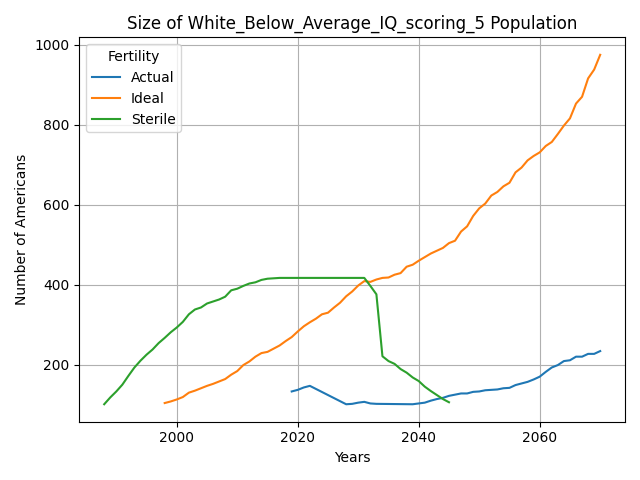 Size of White_Below_Average_IQ_scoring_5 Population
Fertility
Actual
Ideal
Sterile
Number of Americans
1000
800
600
400
200
2000 2020 2040 2060
Years